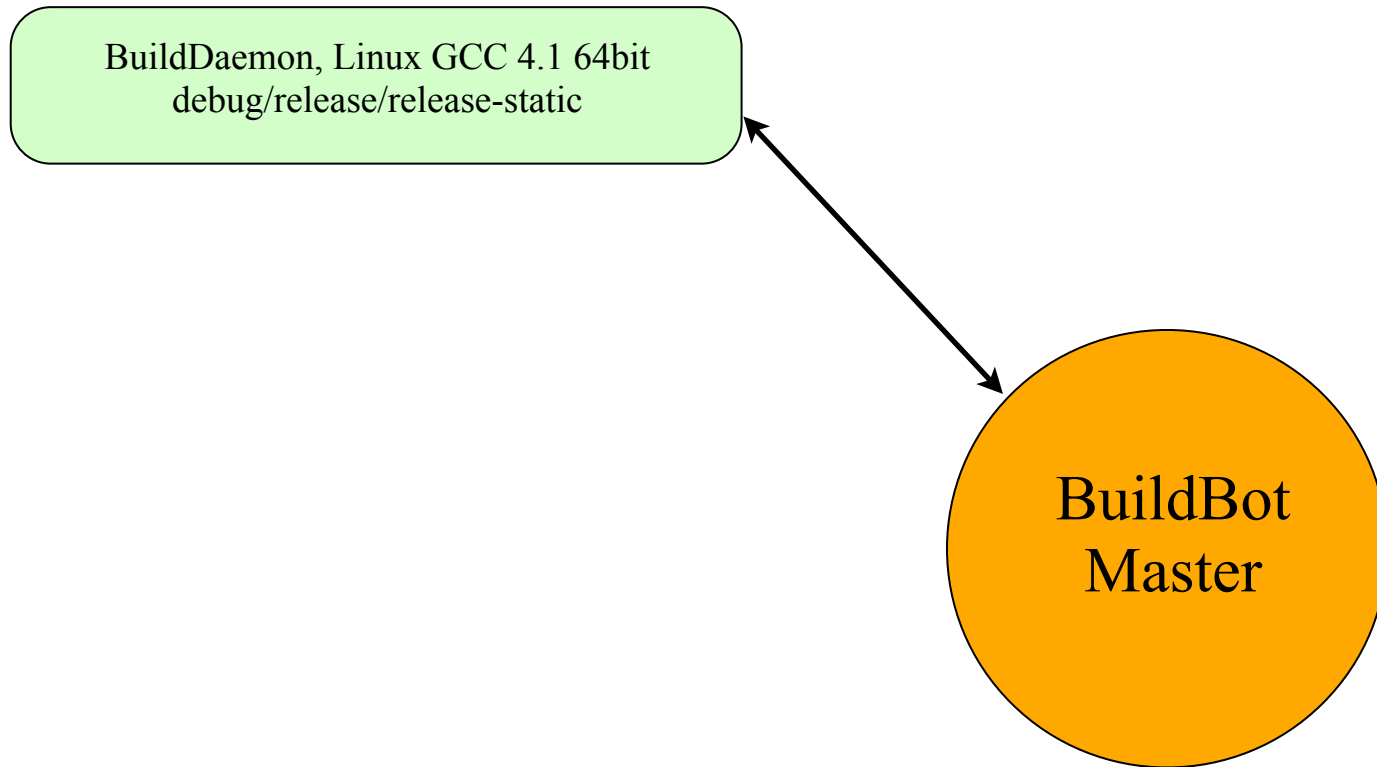 BuildDaemon, Linux GCC 4.1 64bit
debug/release/release-static
BuildBot
Master